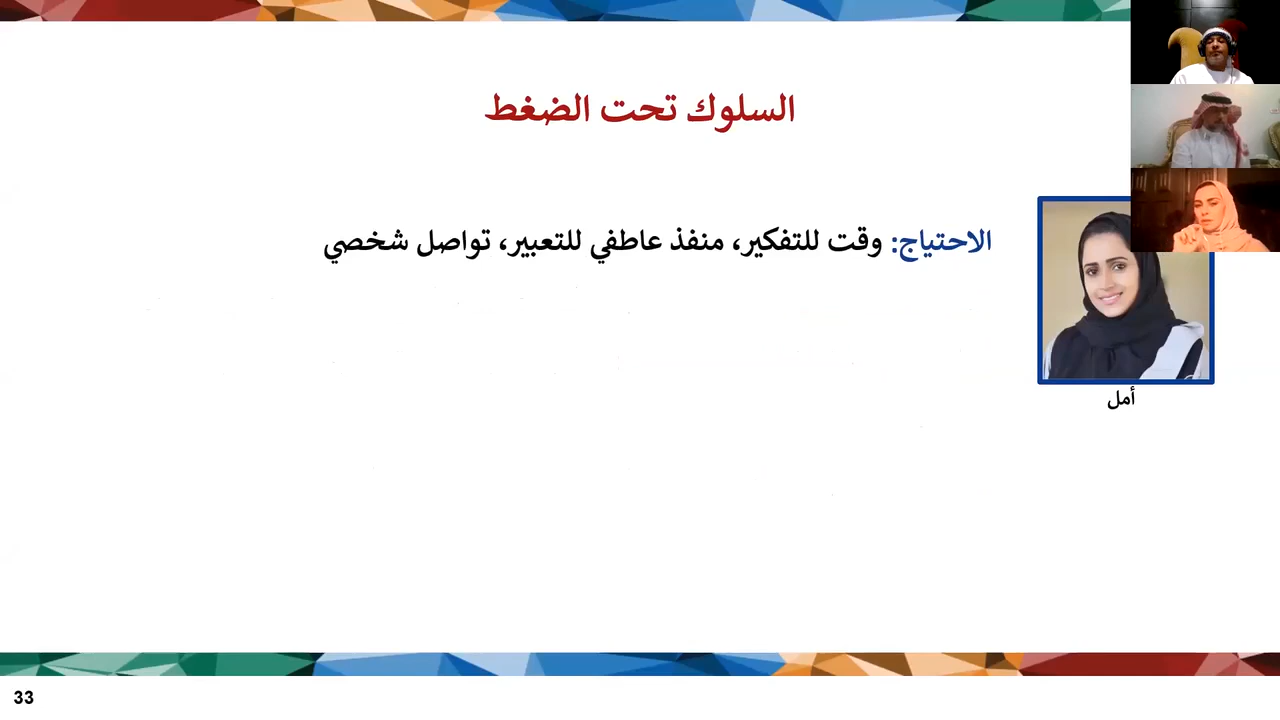 السلوك تحت الضغط
الاحتياج: وقت للتفكير، منفذ عاطفي للتعبير، تواصل شخصي
أمل
33